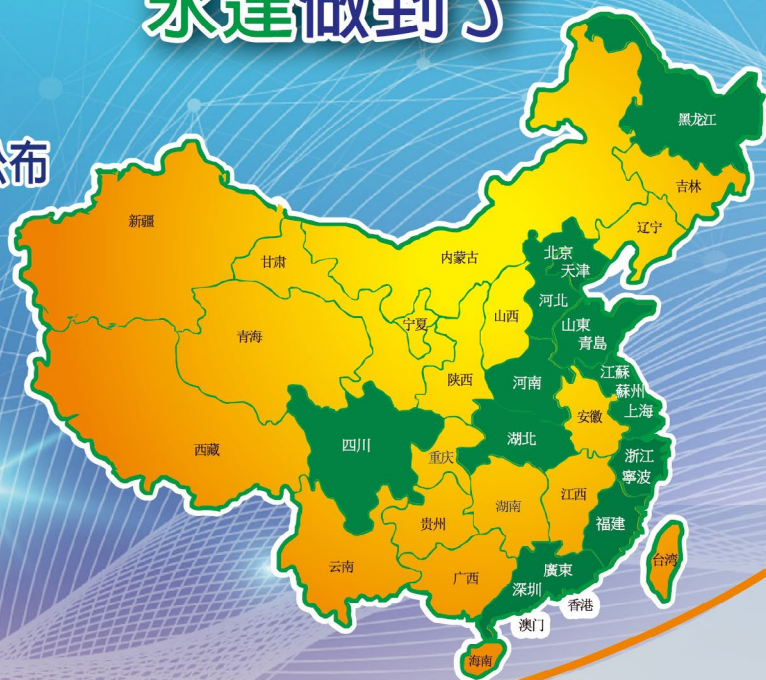 永達做到了
公布
黑龙江
吉林
辽宁
新疆
甘肃
内蒙古
北京
天津
河北
山東
青島
宁夏
山西
青海
陕西
河南
江蘇
蘇州
上海
安徽
西藏
四川
重庆
湖北
浙江
寧波
湖南
江西
贵州
福建
云南
广西
廣東
深圳
香港
澳门
台湾
海南